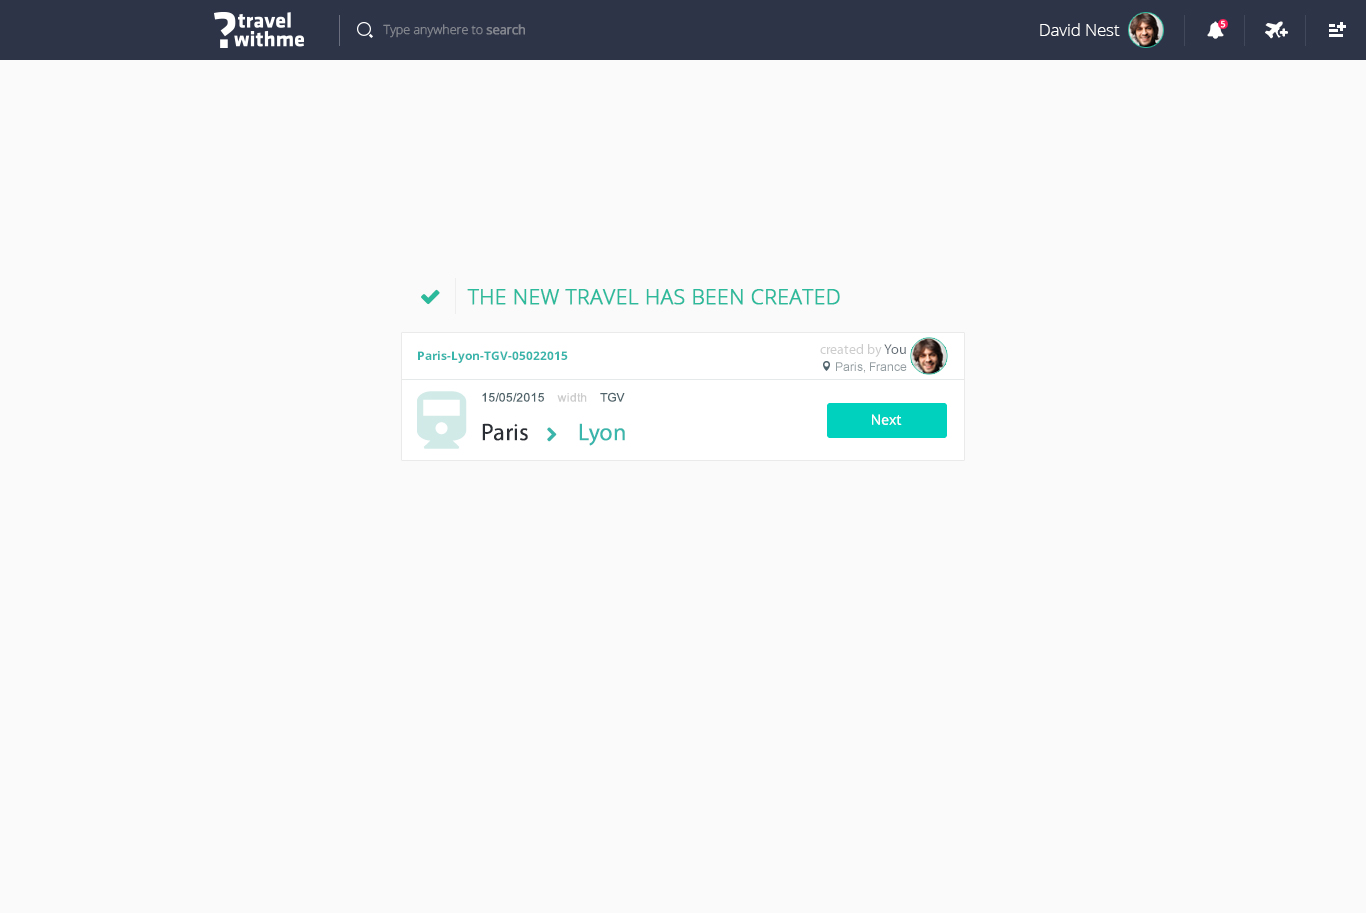 travel
withme
Type anywhere to search
David Nest
5
THE NEW TRAVEL HAS BEEN CREATED
Paris-Lyon-TGV-05022015
created by You
Paris, France
15/05/2015 width TGV
Paris Lyon
Next